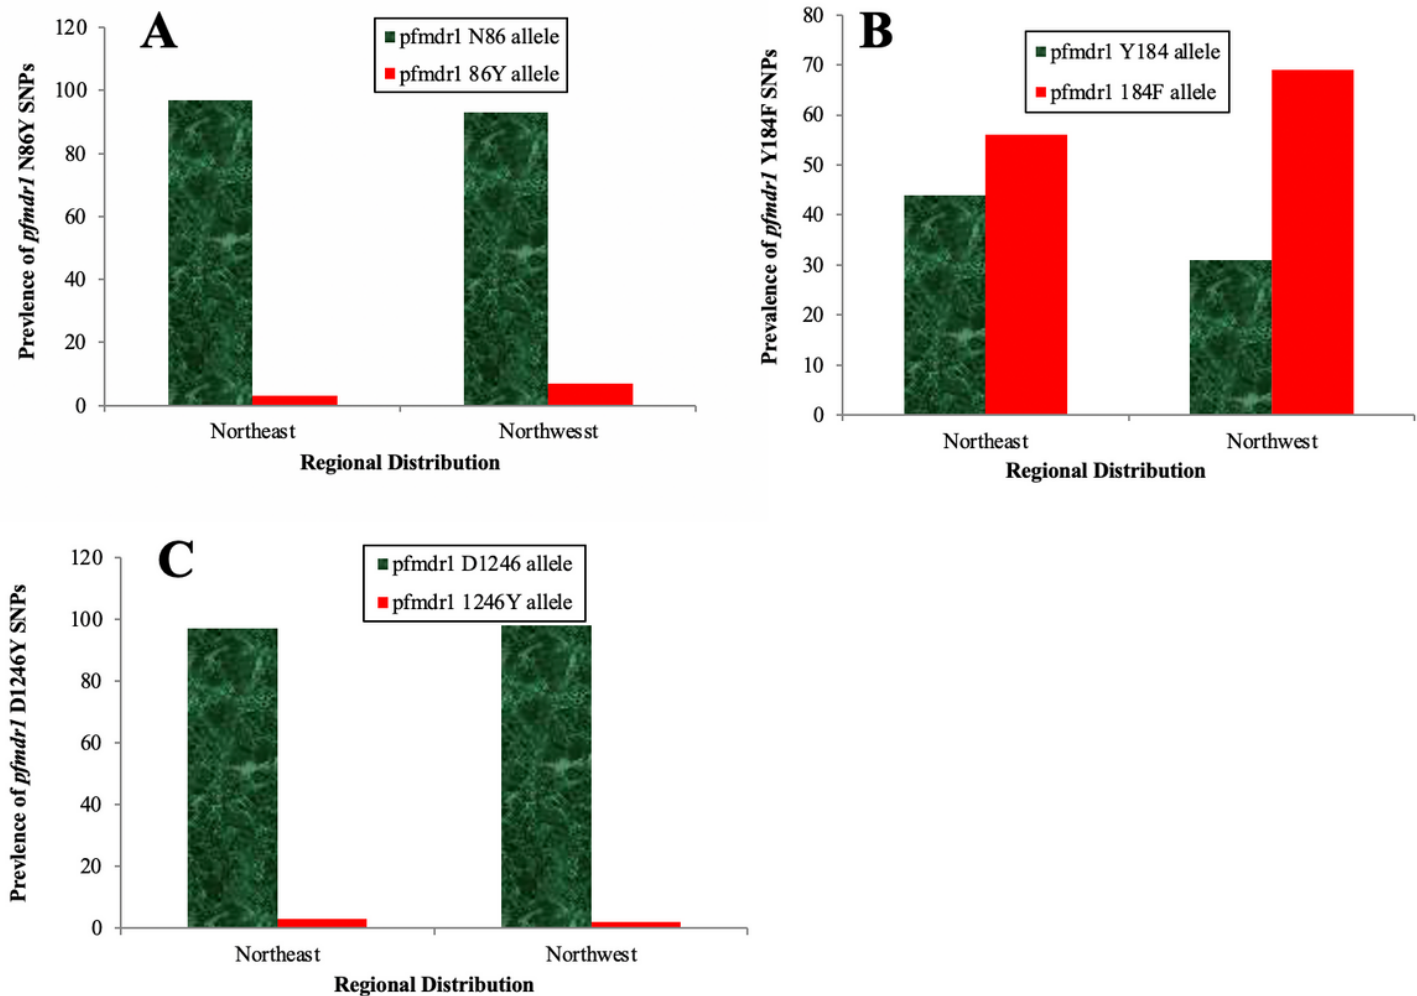 A
pfmdr1 N86 allele
pfmdr1 86Y allele
Prevlence of pfmdr1 N86Y SNPs
120
100
80
60
40
20
0
Northeast
Northwesst
Regional Distribution
B
pfmdr1 Y184 allele
pfmdr1 184F allele
Prevalence of pfmdr1 Y184F SNPs
80
70
60
50
40
30
20
10
0
Northeast
Northwest
Regional Distribution
C
pfmdr1 D1246 allele
pfmdr1 1246Y allele
Prevlence of pfmdr1 D1246Y SNPs
120
100
80
60
40
20
0
Northeast
Northwest
Regional Distribution